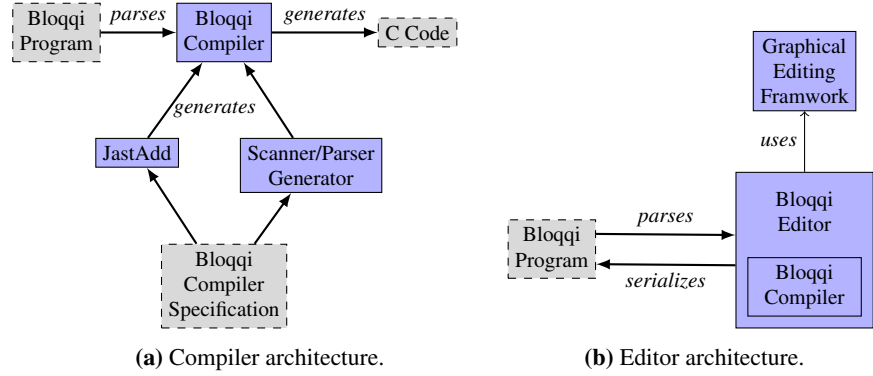 Bloqqi
Program
parses
Bloqqi
Compiler
generates
C Code
generates
JastAdd
Scanner/Parser
Generator
Bloqqi
Compiler
Specification
(a) Compiler architecture.
Graphical
Editing
Framwork
uses
Bloqqi
Editor
parses
Bloqqi
Program
serializes
Bloqqi
Compiler
(b) Editor architecture.